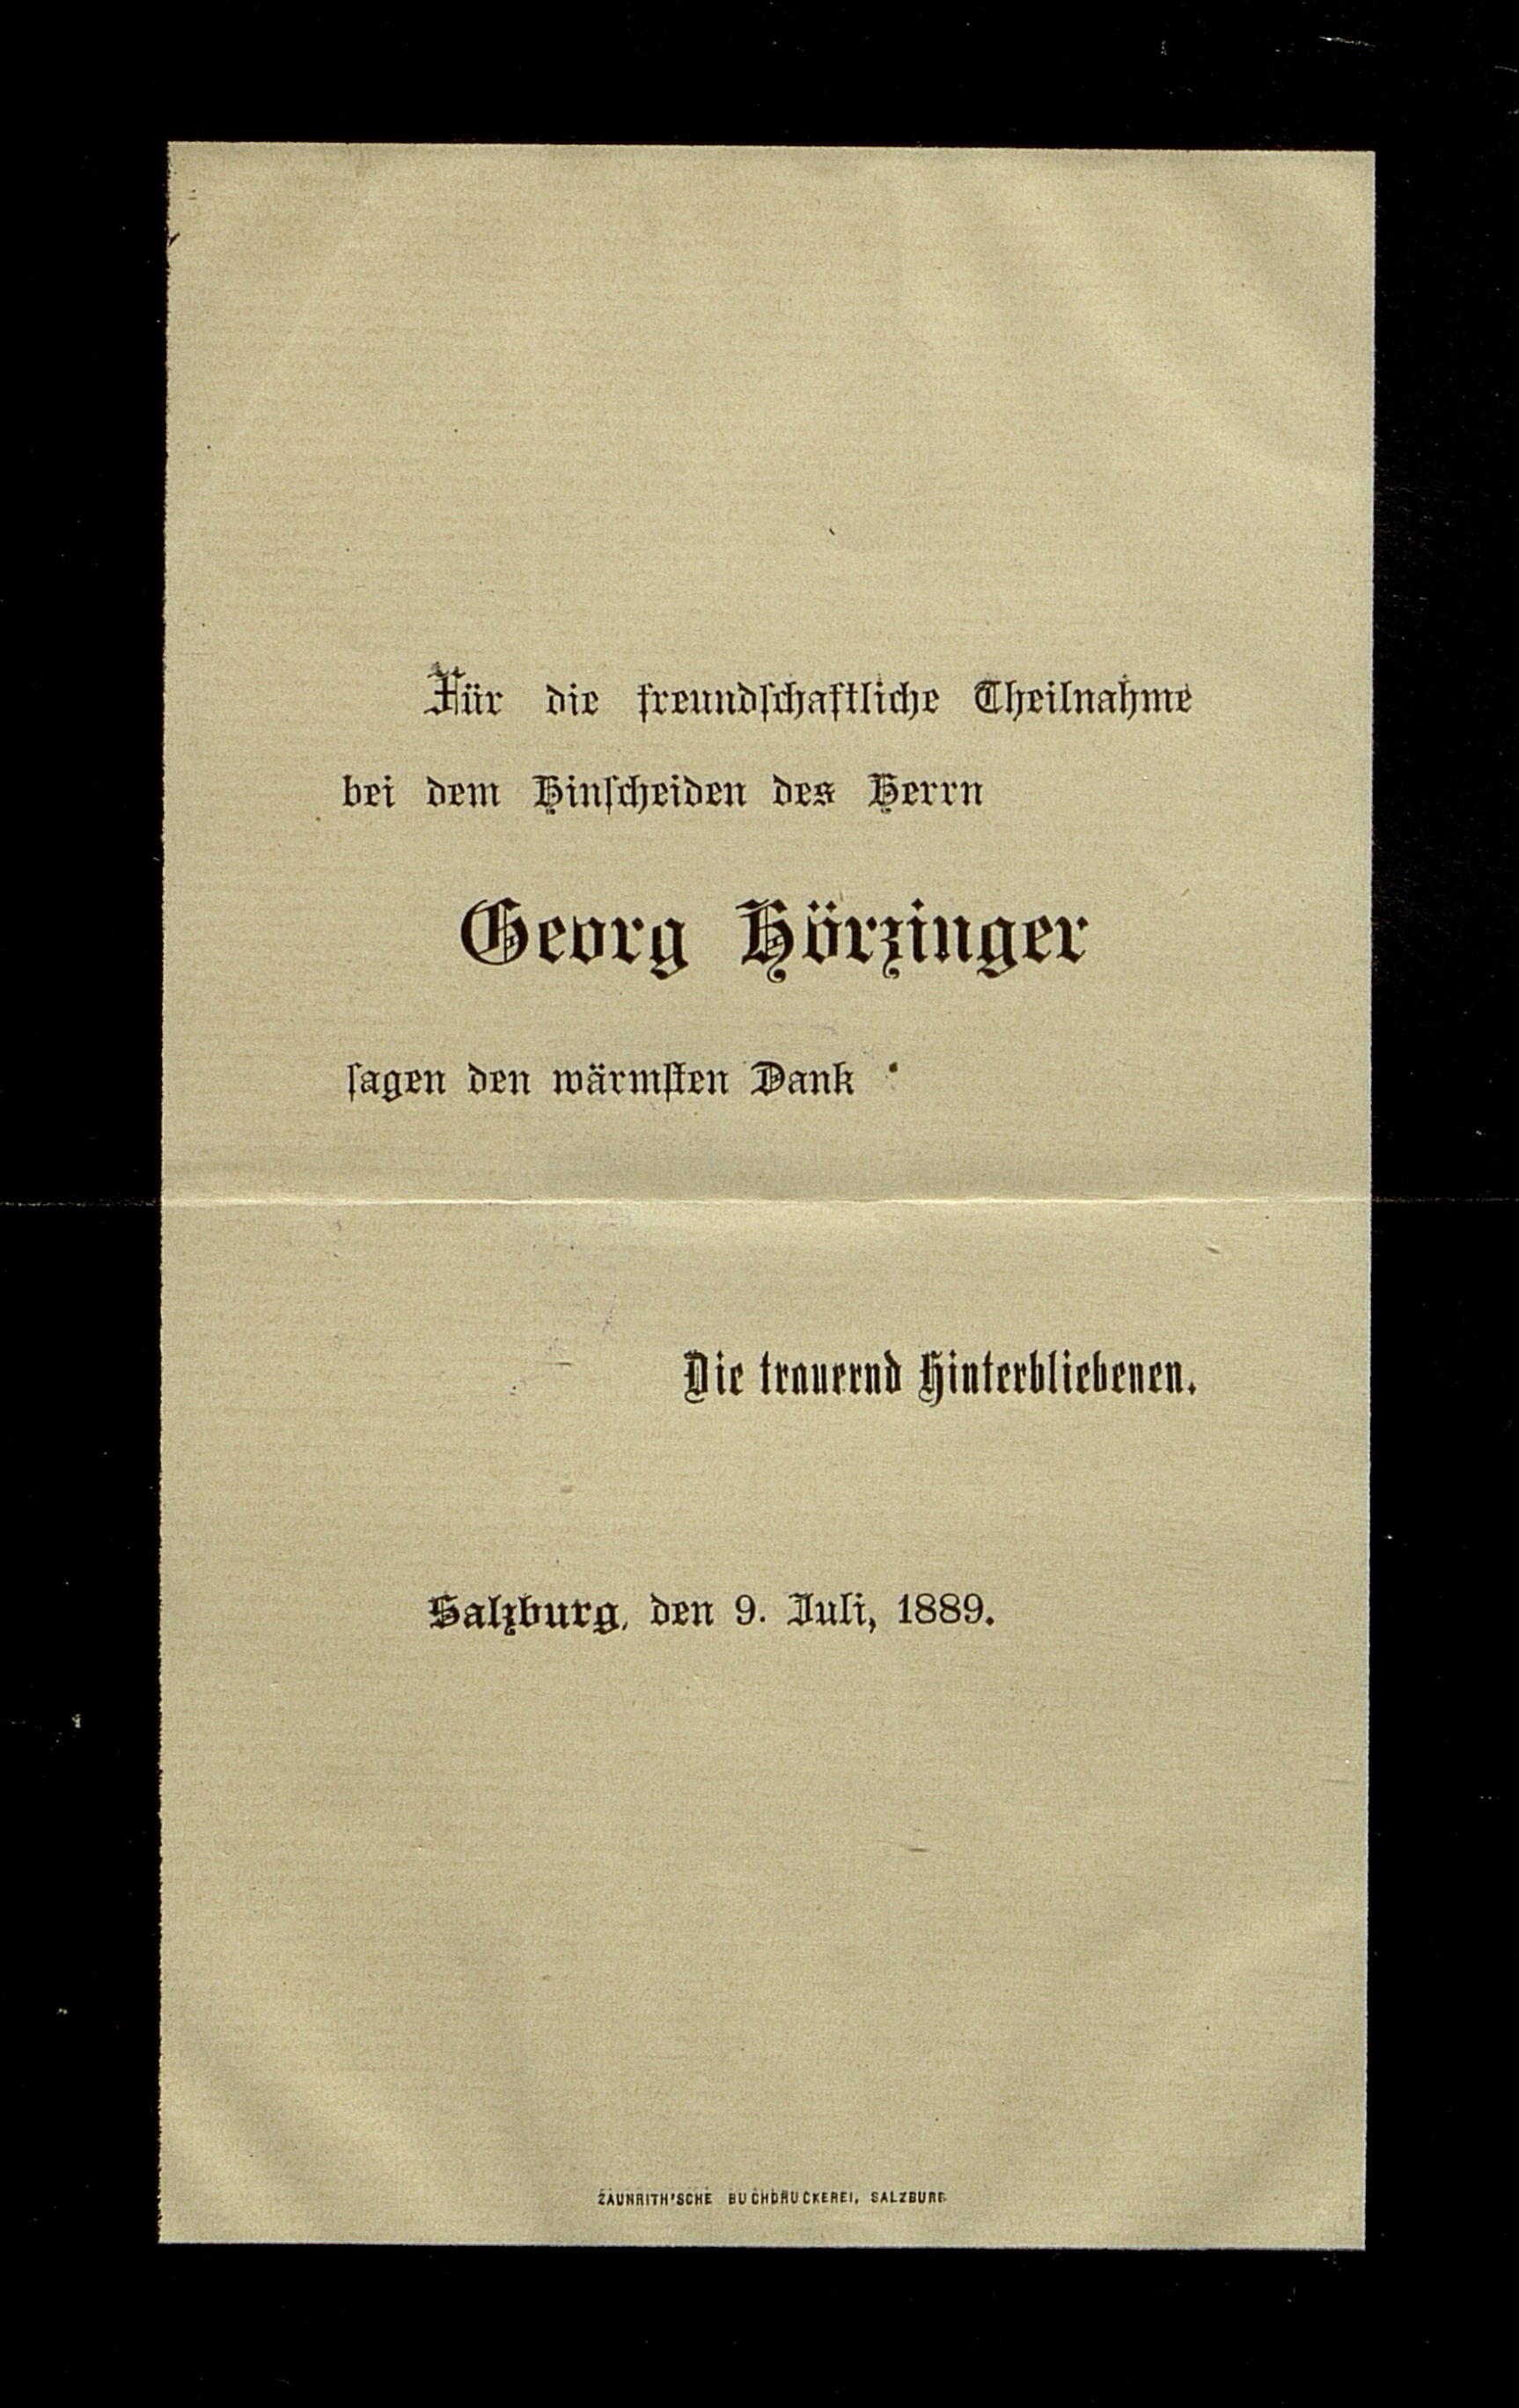 Für die freundſchaftliche Theilnahme
bei dem Hinſcheiden des Herrn
Georg Hörzinger
ſagen den wärmſten Dank
Die trauernd Hinterbliebenen.
Salzburg, den 9. Juli, 1889.
ZAUNRITH'SCHE BUCHDRUCKEREI, SALZBURG